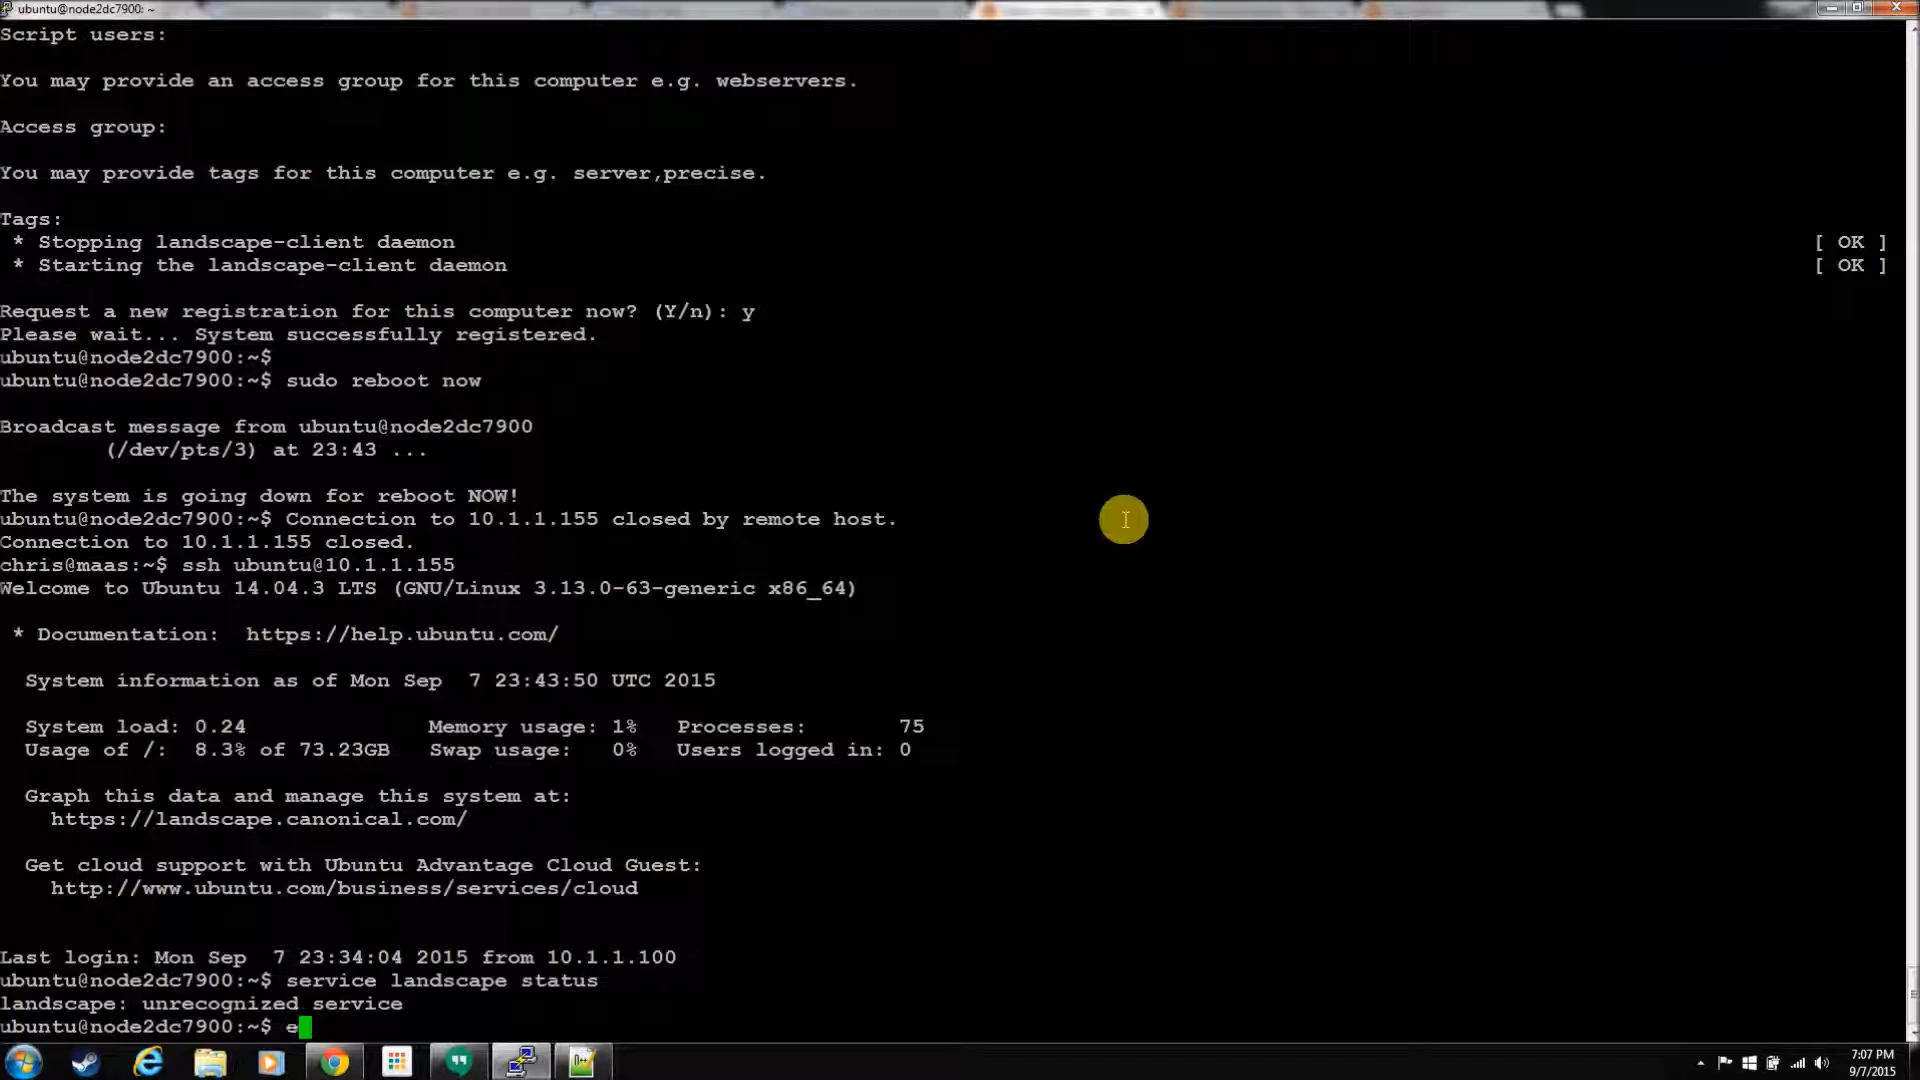 ubuntu@node2dc7900: ~
Script users:
You may provide an access group for this computer e.g. webservers.
Access group:
You may provide tags for this computer e.g. server,precise.
Tags:
* Stopping landscape-client daemon [ OK ]
* Starting the landscape-client daemon [ OK ]
Request a new registration for this computer now? (Y/n): y
Please wait... System successfully registered.
ubuntu@node2dc7900:~$
ubuntu@node2dc7900:~$ sudo reboot now
Broadcast message from ubuntu@node2dc7900
(/dev/pts/3) at 23:43 ...
The system is going down for reboot NOW!
ubuntu@node2dc7900:~$ Connection to 10.1.1.155 closed by remote host.
Connection to 10.1.1.155 closed.
chris@maas:~$ ssh ubuntu@10.1.1.155
Welcome to Ubuntu 14.04.3 LTS (GNU/Linux 3.13.0-63-generic x86_64)
* Documentation:  https://help.ubuntu.com/
System information as of Mon Sep  7 23:43:50 UTC 2015
System load: 0.24 Memory usage: 1% Processes: 75
Usage of /: 8.3% of 73.23GB Swap usage: 0% Users logged in: 0
Graph this data and manage this system at:
https://landscape.canonical.com/
Get cloud support with Ubuntu Advantage Cloud Guest:
http://www.ubuntu.com/business/services/cloud
Last login: Mon Sep  7 23:34:04 2015 from 10.1.1.100
ubuntu@node2dc7900:~$ service landscape status
landscape: unrecognized service
ubuntu@node2dc7900:~$ e
7:07 PM
9/7/2015